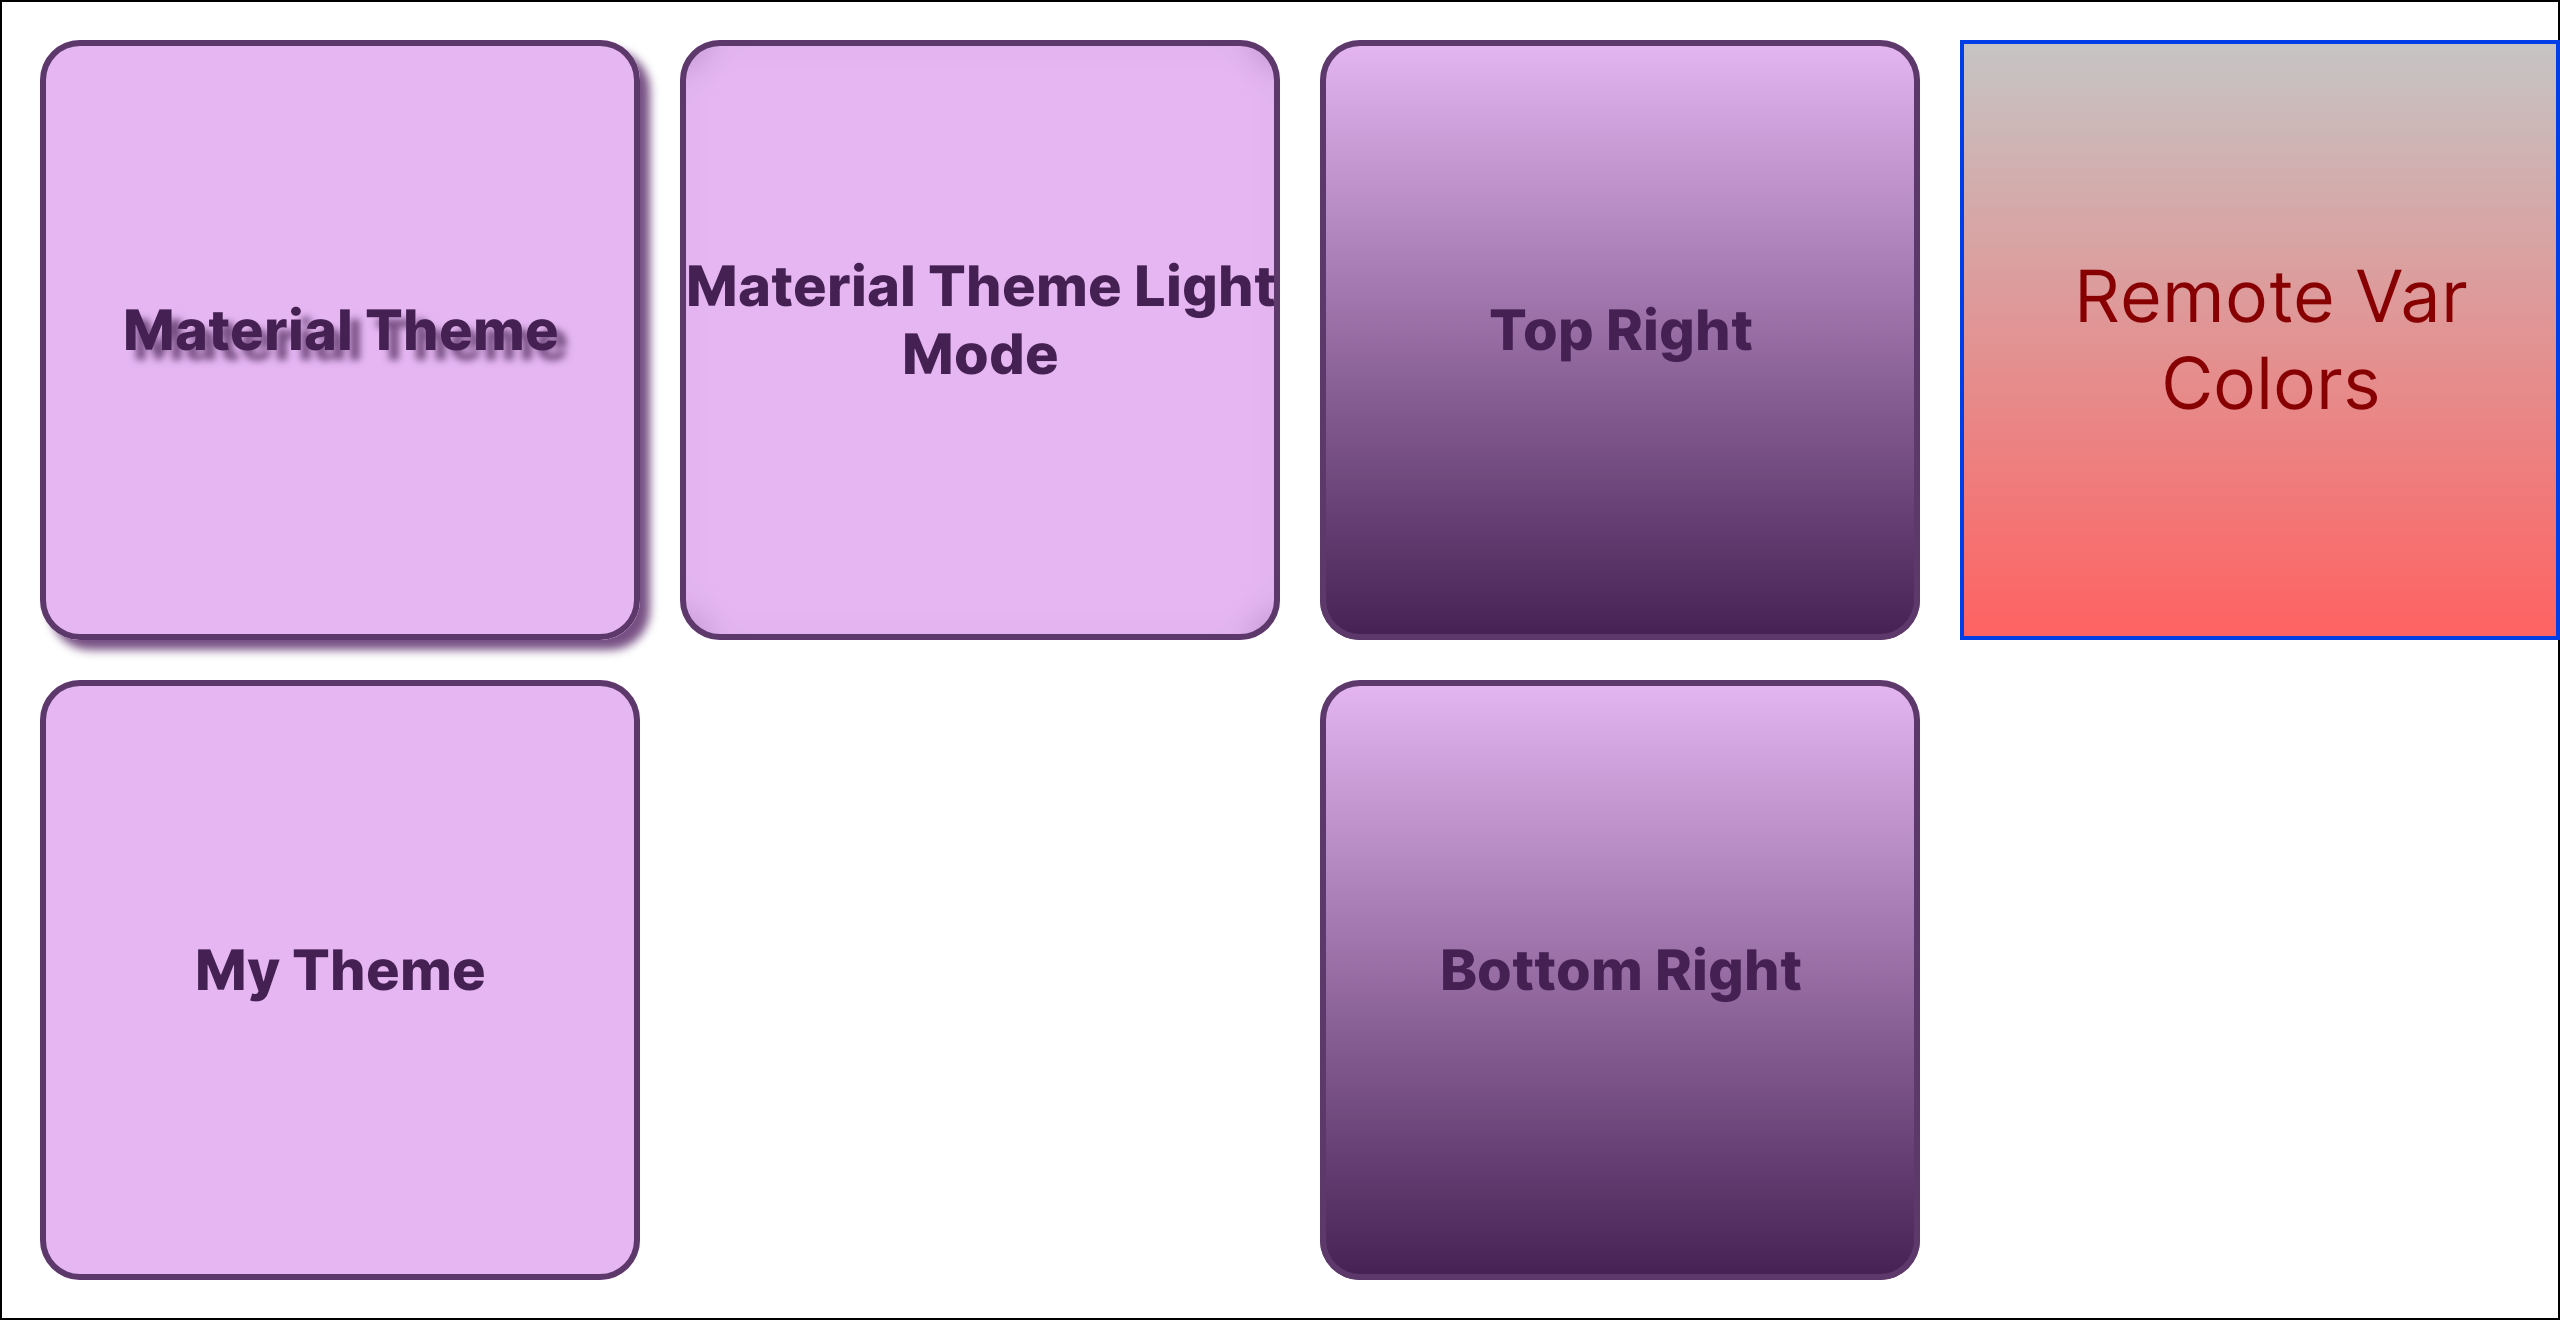 Material Theme
Material Theme Light
Mode
Top Right
Remote Var
Colors
My Theme
Bottom Right